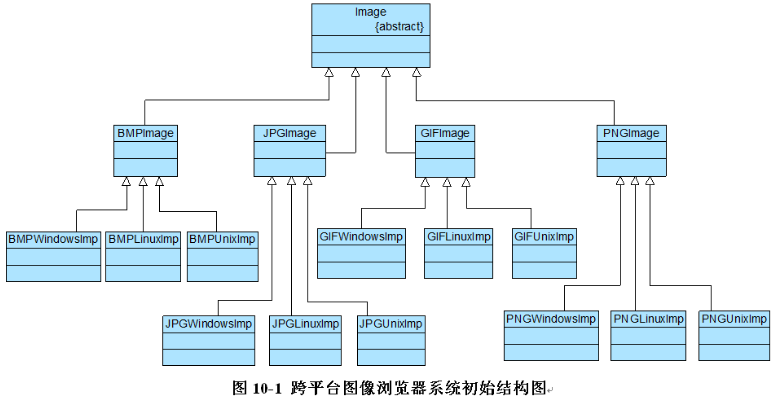 Image
{abstract}
BMPImage
JPGImage
GIFImage
PNGImage
BMPWindowsImp
BMPLinuxImp
BMPUnixImp
GIFWindowsImp
GIFLinuxImp
GIFUnixImp
JPGWindowsImp
JPGLinuxImp
JPGUnixImp
PNGWindowsImp
PNGLinuxImp
PNGUnixImp
图 10-1 跨平台图像浏览器系统初始结构图